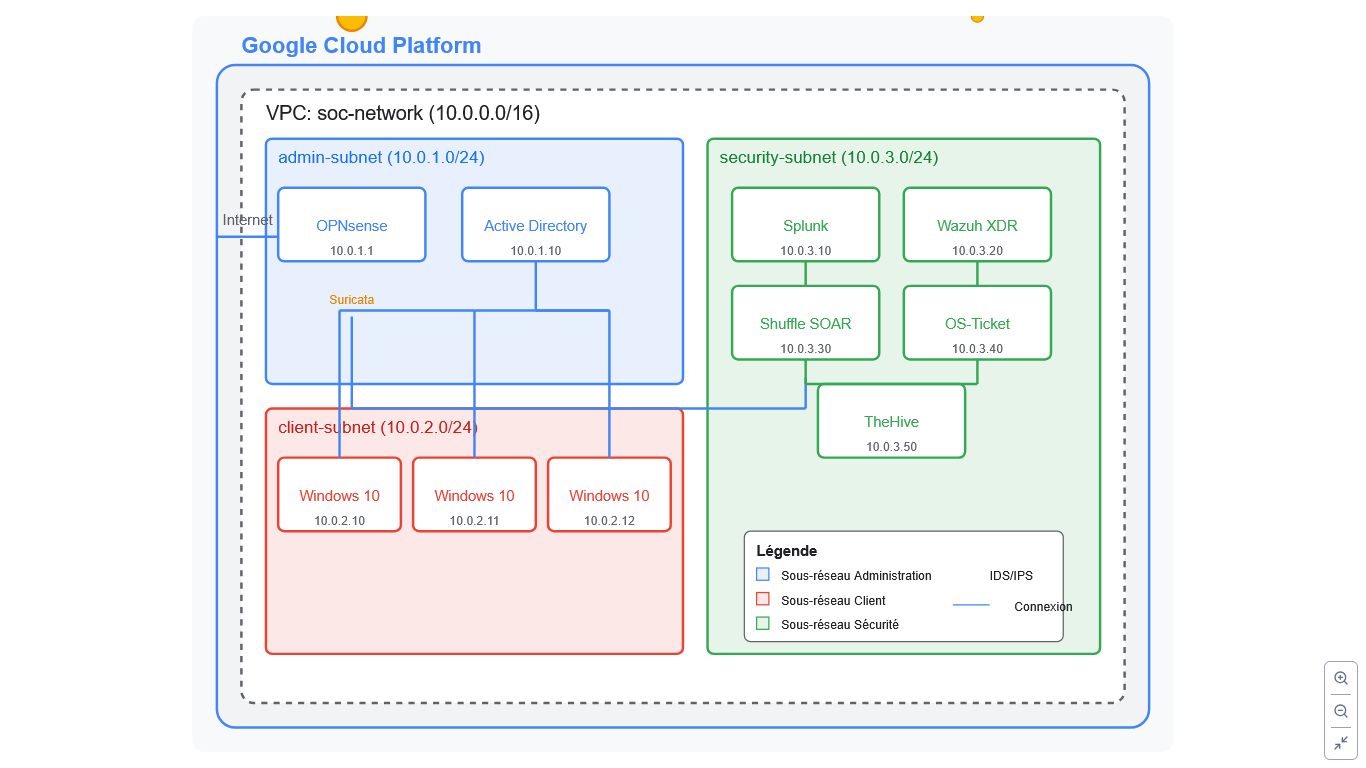 Google Cloud Platform
VPC: soc-network (10.0.0.0/16)
admin-subnet (10.0.1.0/24)
Internet
OPNsense
10.0.1.1
Active Directory
10.0.1.10
Suricata
client-subnet (10.0.2.0/24)
Windows 10
10.0.2.10
Windows 10
10.0.2.11
Windows 10
10.0.2.12
security-subnet (10.0.3.0/24)
Splunk
10.0.3.10
Wazuh XDR
10.0.3.20
Shuffle SOAR
10.0.3.30
OS-Ticket
10.0.3.40
TheHive
10.0.3.50
Légende
Sous-réseau Administration
Sous-réseau Client
Sous-réseau Sécurité
IDS/IPS
Connexion